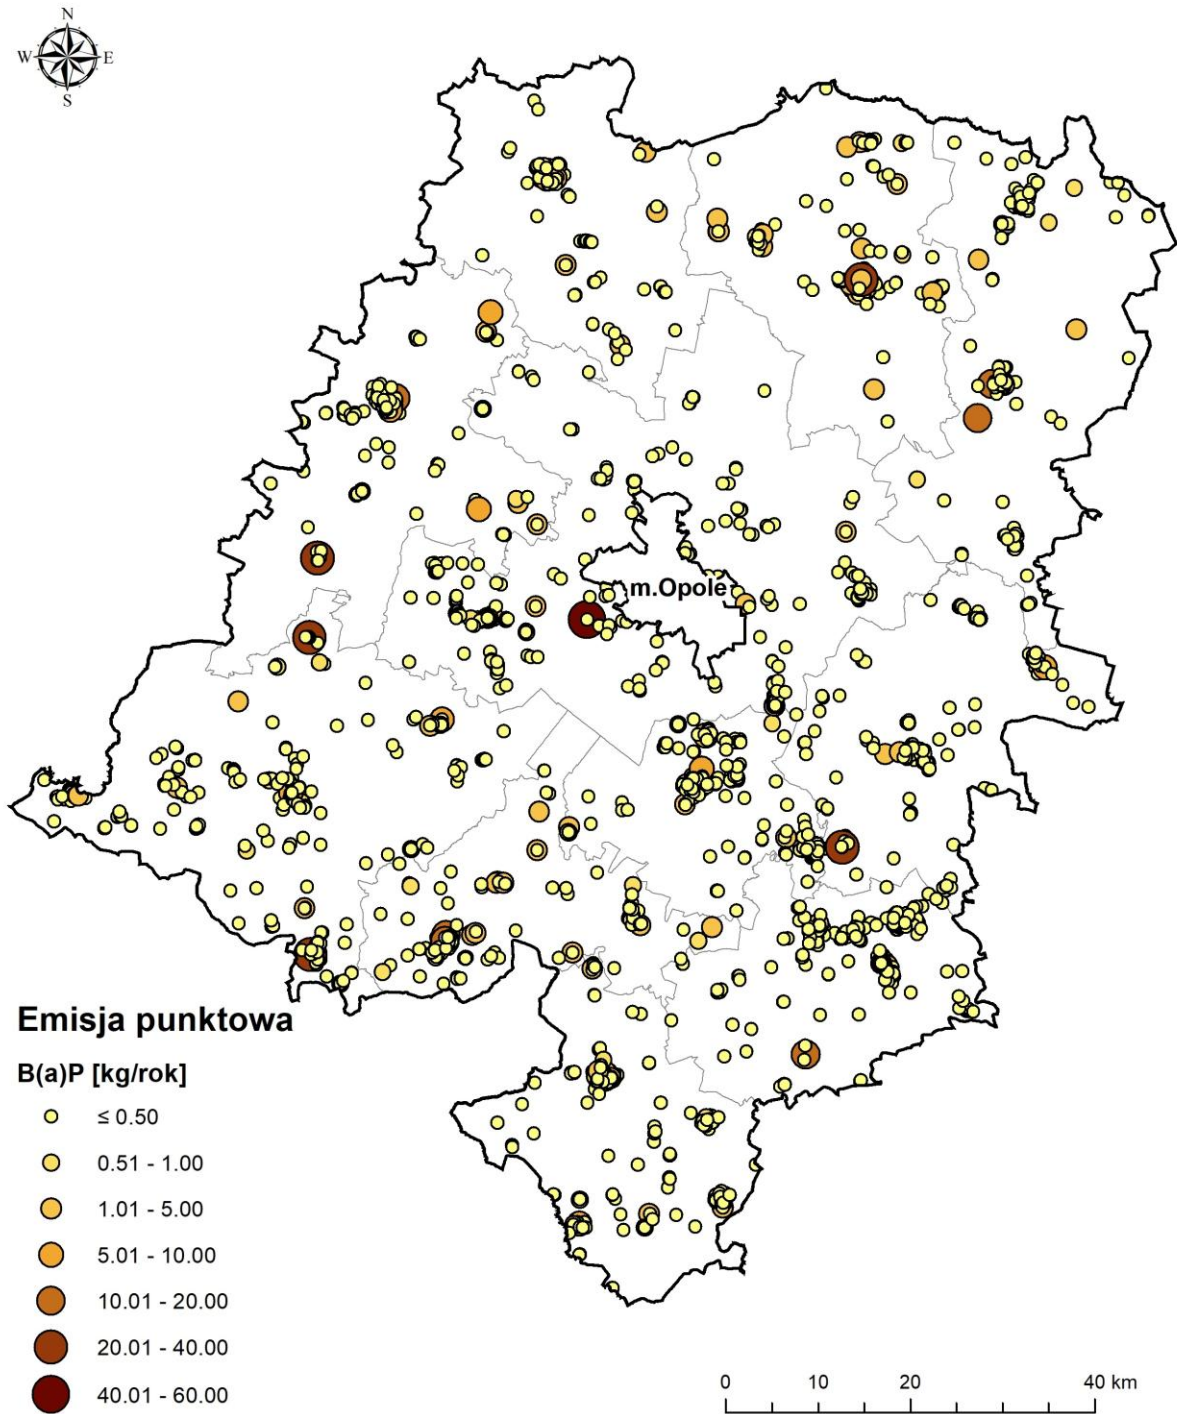 N
W E
S
m.Opole
Emisja punktowa
B(a)P [kg/rok]
≤ 0.50
0.51 - 1.00
1.01 - 5.00
5.01 - 10.00
10.01 - 20.00
20.01 - 40.00
40.01 - 60.00
0 10 20 40 km